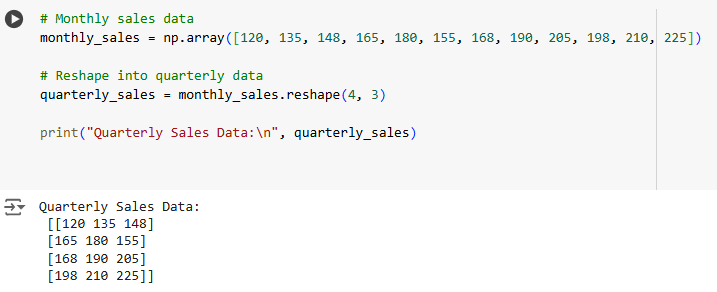 # Monthly sales data
monthly_sales = np.array([120, 135, 148, 165, 180, 155, 168, 190, 205, 198, 210, 225])
# Reshape into quarterly data
quarterly_sales = monthly_sales.reshape(4, 3)
print("Quarterly Sales Data:\n", quarterly_sales)
Quarterly Sales Data:
[[120 135 148]
[165 180 155]
[168 190 205]
[198 210 225]]